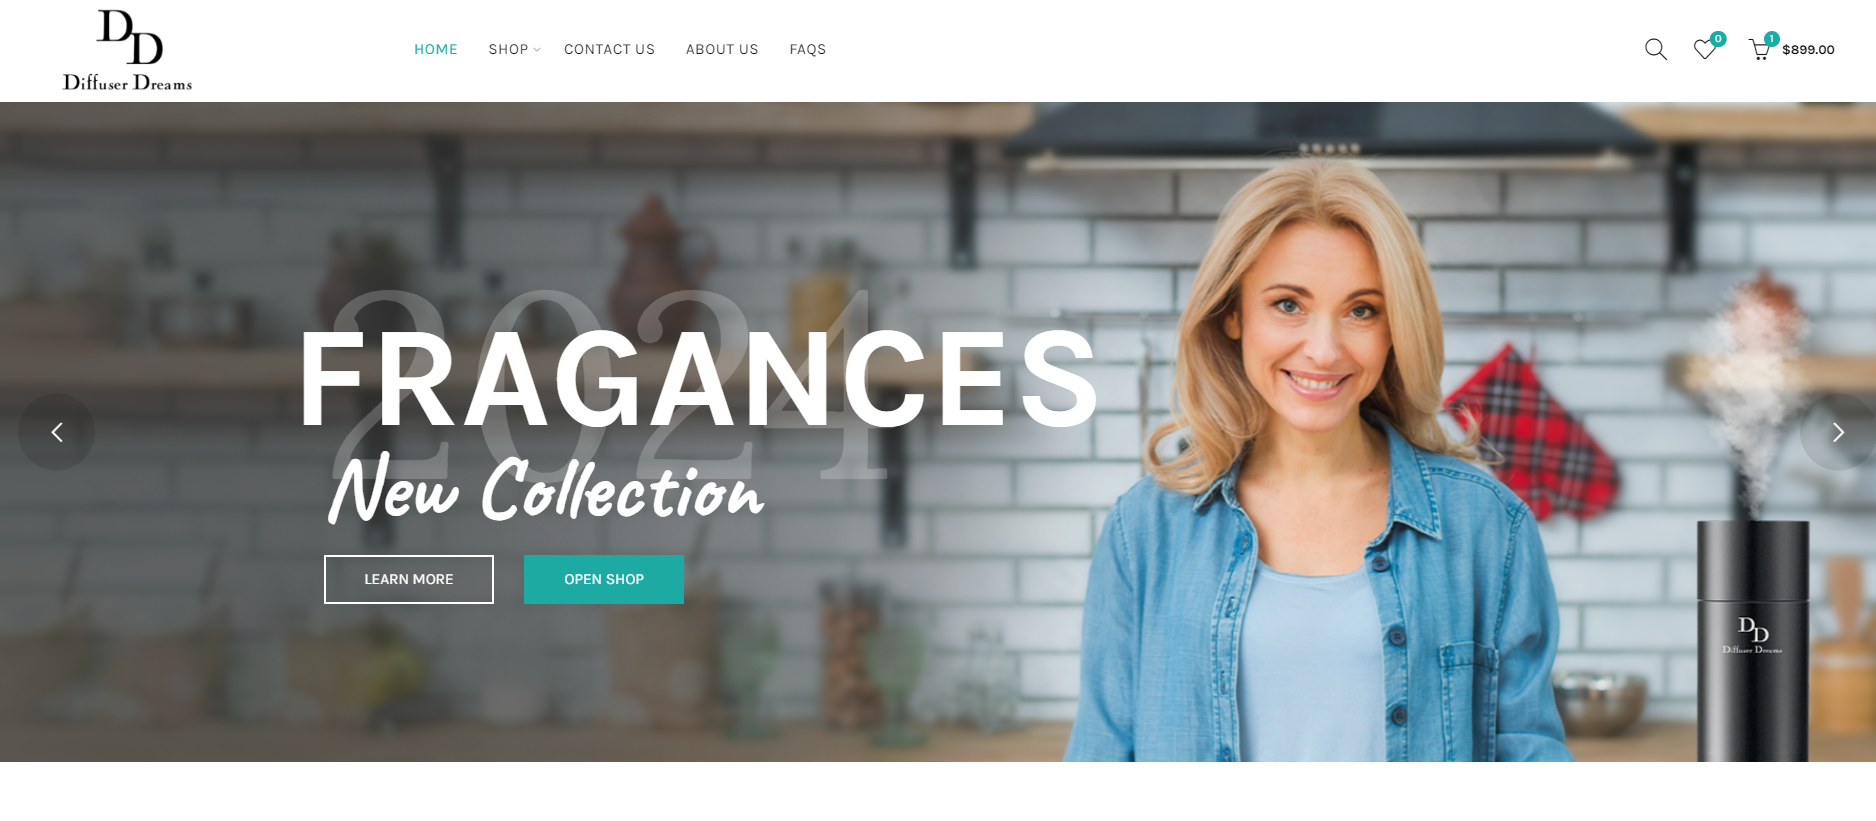 DD
Diffuser Dreams
HOME SHOP CONTACT US ABOUT US FAQS
0
1
$899.00
2024
FRAGANCES
New Collection
LEARN MORE OPEN SHOP
DD
Diffuser Dreams